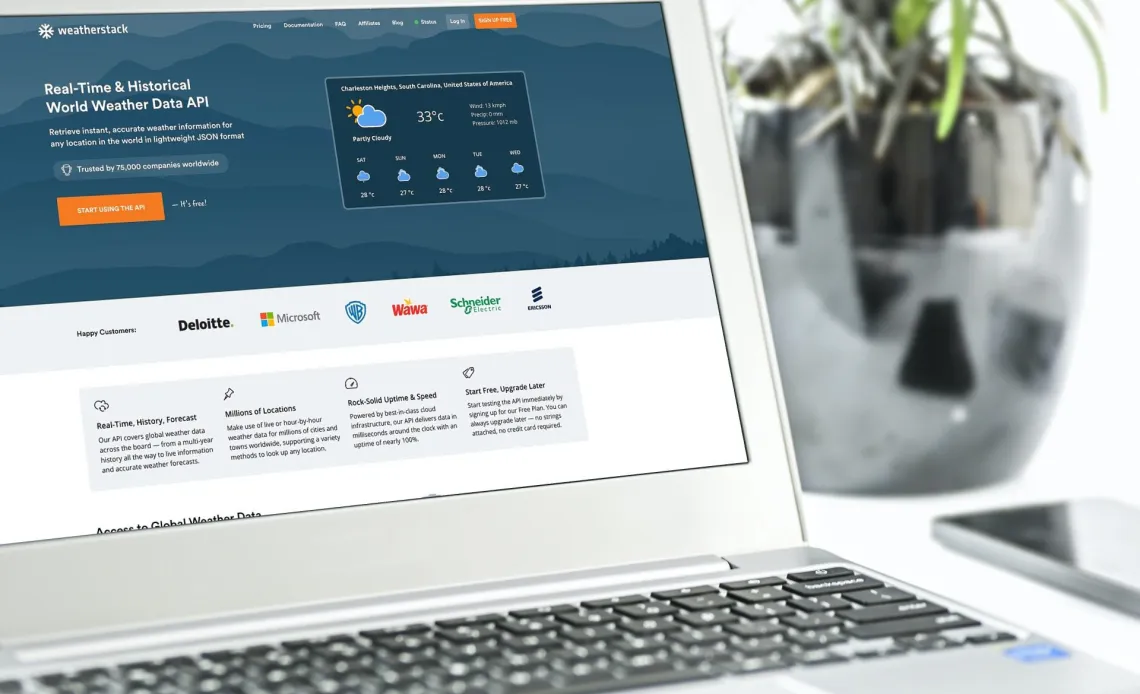 weatherstack
Pricing Documentation FAQ Affiliates Blog Status Log In SIGN UP FREE
Real-Time & Historical
World Weather Data API
Retrieve instant, accurate weather information for
any location in the world in lightweight JSON format
Trusted by 75,000 companies worldwide
START USING THE API — It's free!
Charleston Heights, South Carolina, United States of America
33°c
Wind: 13 kmph
Precip: 0 mm
Pressure: 1012 mb
Partly Cloudy
SAT SUN MON TUE WED
28 °c 27 °c 28 °c 28 °c 27 °c
Happy Customers:
Deloitte.
Microsoft
WB
Wawa
Schneider
Electric
ERICSSON
Real-Time, History, Forecast
Our API covers global weather data
across the board — from a multi-year
history all the way to live information
and accurate weather forecasts.
Millions of Locations
Make use of live or hour-by-hour
weather data for millions of cities and
towns worldwide, supporting a variety
methods to look up any location.
Rock-Solid Uptime & Speed
Powered by best-in-class cloud
infrastructure, our API delivers data in
milliseconds around the clock with an
uptime of nearly 100%.
Start Free, Upgrade Later
Start testing the API immediately by
signing up for our Free Plan. You can
always upgrade later — no strings
attached, no credit card required.
Access to Global Weather Data
backspace
enter